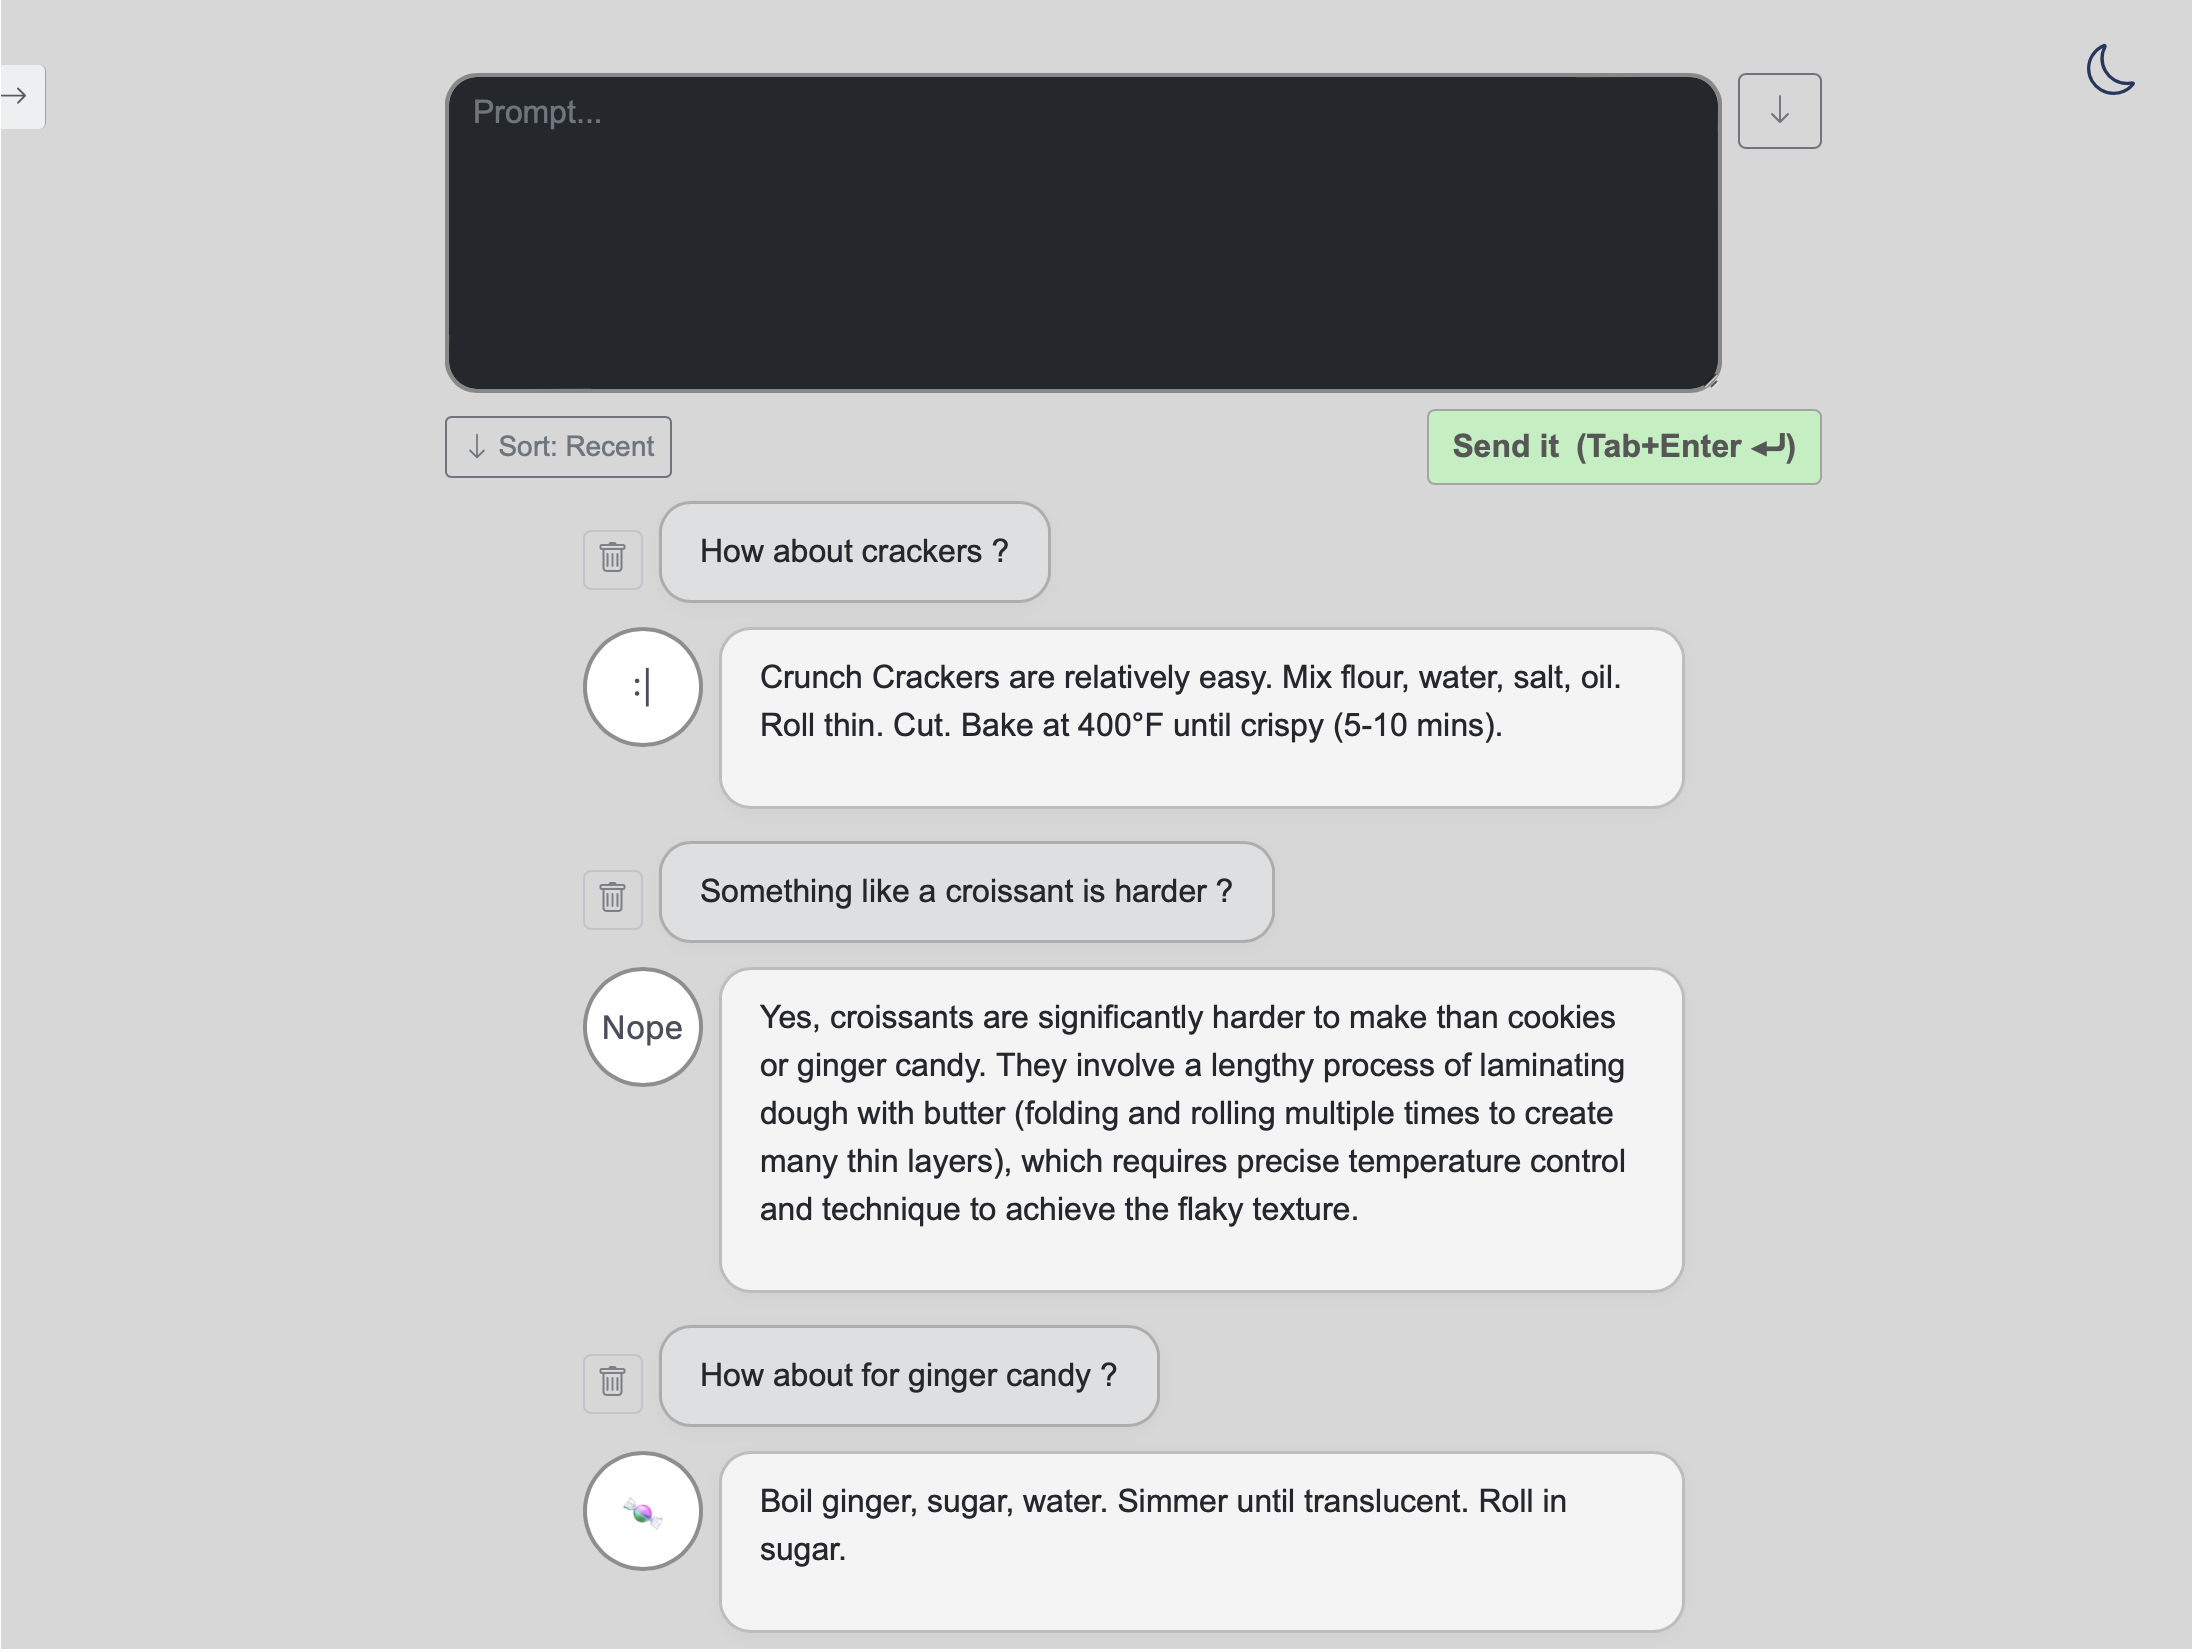 Prompt...
Sort: Recent
Send it (Tab+Enter ↵)
How about crackers ?
:|
Crunch Crackers are relatively easy. Mix flour, water, salt, oil.
Roll thin. Cut. Bake at 400°F until crispy (5-10 mins).
Something like a croissant is harder ?
Nope
Yes, croissants are significantly harder to make than cookies
or ginger candy. They involve a lengthy process of laminating
dough with butter (folding and rolling multiple times to create
many thin layers), which requires precise temperature control
and technique to achieve the flaky texture.
How about for ginger candy ?
Boil ginger, sugar, water. Simmer until translucent. Roll in
sugar.